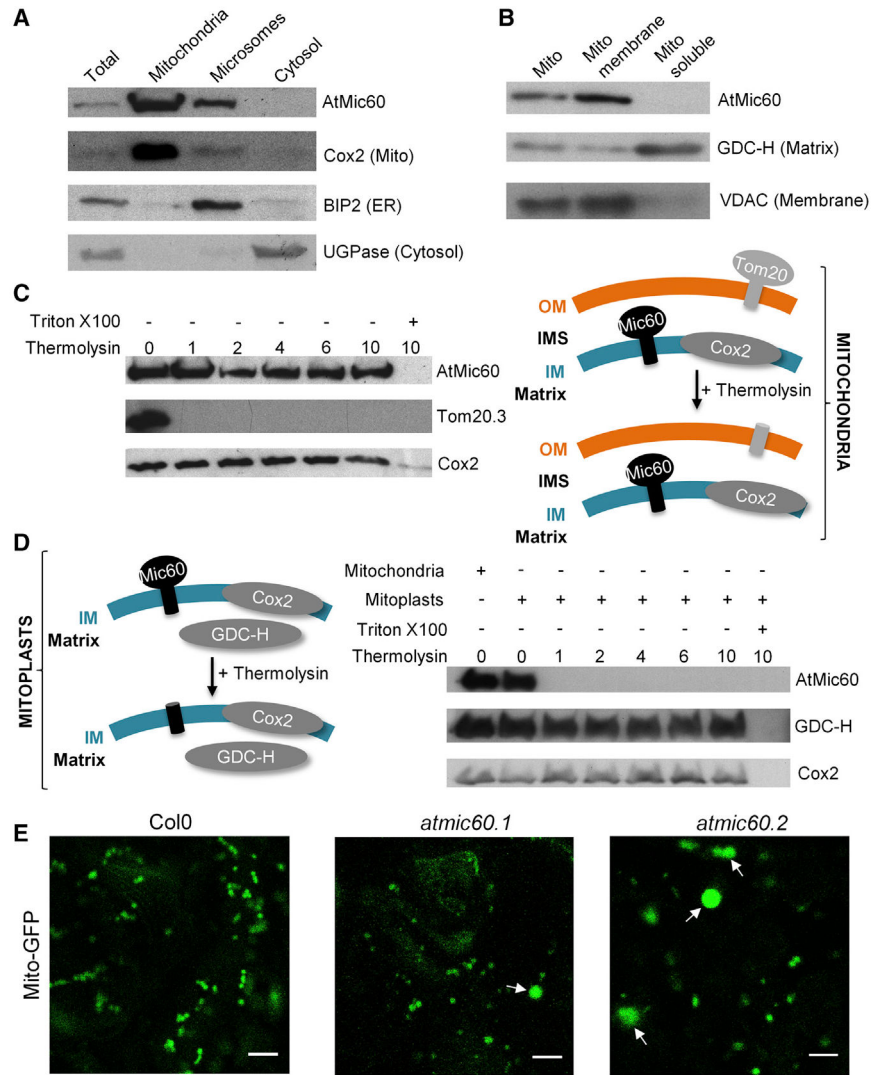 A
Total Mitochondria Microsomes Cytosol
AtMic60
Cox2 (Mito)
BIP2 (ER)
UGPase (Cytosol)
B
Mito Mito membrane Mito soluble
AtMic60
GDC-H (Matrix)
VDAC (Membrane)
C
Triton X100 - - - - - - +
Thermolysin 0 1 2 4 6 10 10
AtMic60
Tom20.3
Cox2
Tom20
OM
Mic60
IMS
Cox2
IM
Matrix
+ Thermolysin
OM
Mic60
IMS
Cox2
IM
Matrix
MITOCHONDRIA
D
MITOPLASTS
Mic60
Cox2
IM
Matrix
GDC-H
+ Thermolysin
Cox2
IM
Matrix
GDC-H
Mitochondria + - - - - - - -
Mitoplasts - + + + + + + +
Triton X100 - - - - - - - +
Thermolysin 0 0 1 2 4 6 10 10
AtMic60
GDC-H
Cox2
E
Col0 atmic60.1 atmic60.2
Mito-GFP